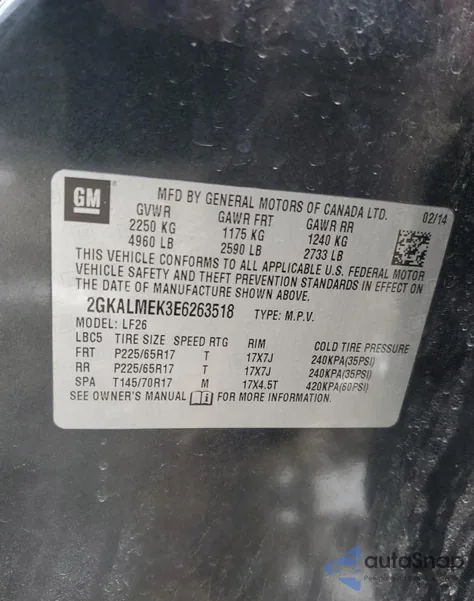 GM
MFD BY GENERAL MOTORS OF CANADA LTD. 02/14
GVWR GAWR FRT GAWR RR
2250 KG 1175 KG 1240 KG
4960 LB 2590 LB 2733 LB
THIS VEHICLE CONFORMS TO ALL APPLICABLE U.S. FEDERAL MOTOR
VEHICLE SAFETY AND THEFT PREVENTION STANDARDS IN EFFECT ON
THE DATE OF MANUFACTURE SHOWN ABOVE.
2GKALMEK3E6263518 TYPE: M.P.V.
MODEL: LF26
LBC5 TIRE SIZE SPEED RTG RIM COLD TIRE PRESSURE
FRT P225/65R17 T 17X7J 240KPA(35PSI)
RR P225/65R17 T 17X7J 240KPA(35PSI)
SPA T145/70R17 M 17X4.5T 420KPA(60PSI)
SEE OWNER'S MANUAL i FOR MORE INFORMATION.
autoSnap